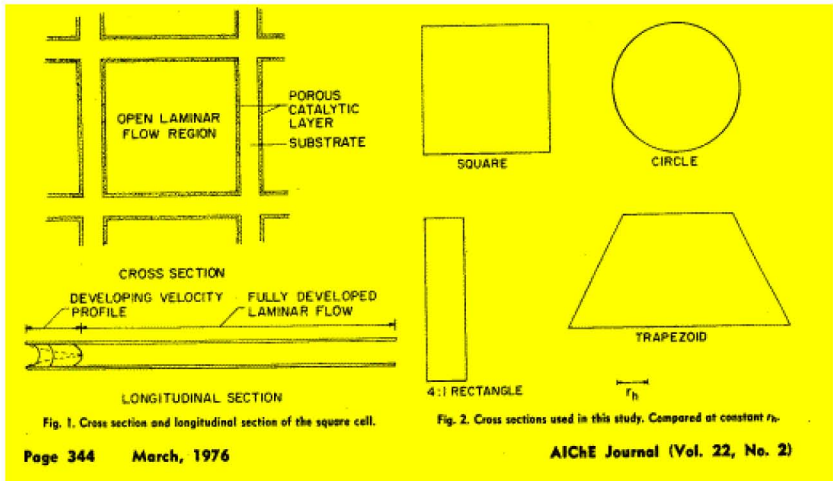 OPEN LAMINAR
FLOW REGION
POROUS
CATALYTIC
LAYER
SUBSTRATE
CROSS SECTION
DEVELOPING VELOCITY
PROFILE
FULLY DEVELOPED
LAMINAR FLOW
LONGITUDINAL SECTION
Fig. 1. Cross section and longitudinal section of the square cell.
SQUARE
CIRCLE
4:1 RECTANGLE
TRAPEZOID
rh
Fig. 2. Cross sections used in this study. Compared at constant rh.
Page 344 March, 1976
AIChE Journal (Vol. 22, No. 2)